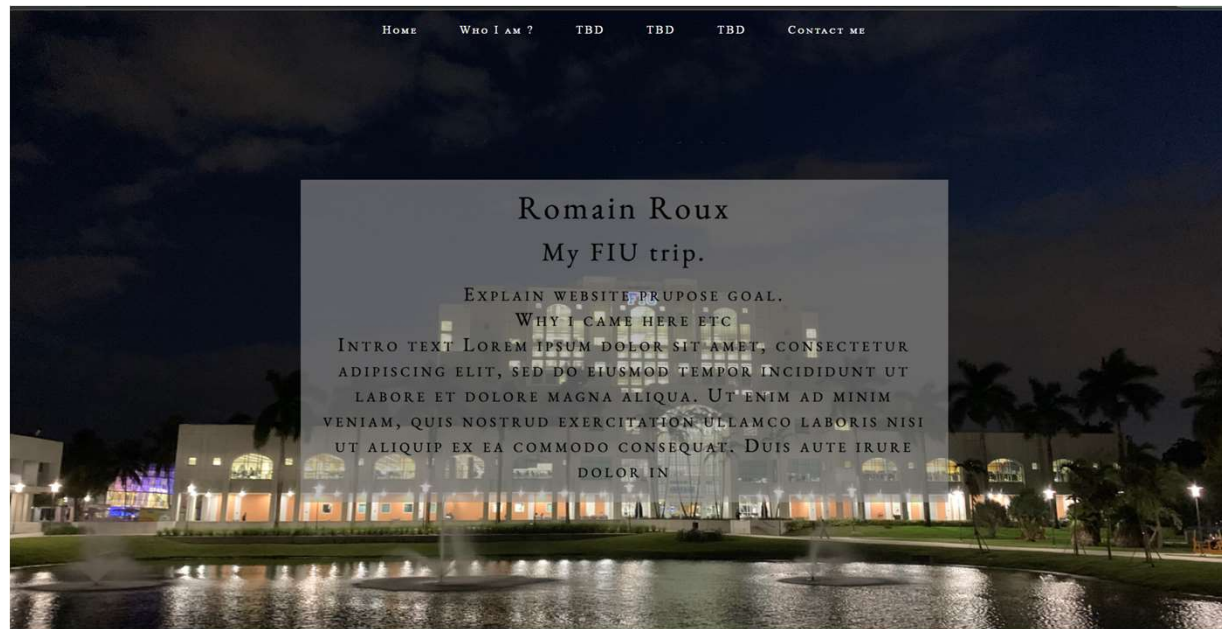 Home Who I am ? TBD TBD TBD Contact me
Romain Roux
My FIU trip.
Explain website prupose goal.
Why i came here etc
Intro text Lorem ipsum dolor sit amet, consectetur
adipiscing elit, sed do eiusmod tempor incididunt ut
labore et dolore magna aliqua. Ut enim ad minim
veniam, quis nostrud exercitation ullamco laboris nisi
ut aliquip ex ea commodo consequat. Duis aute irure
dolor in
FIU